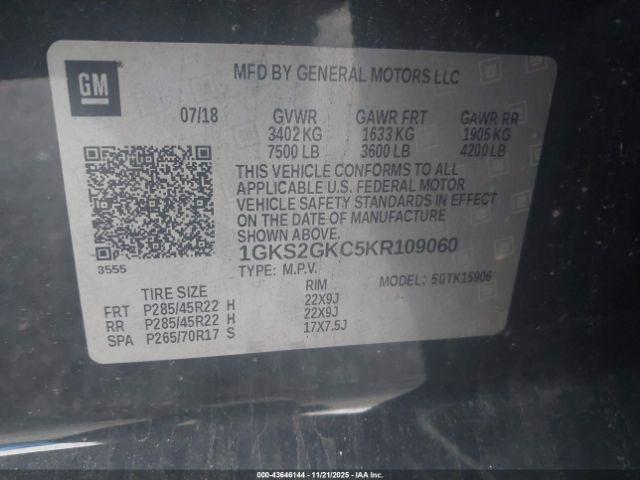 GM
MFD BY GENERAL MOTORS LLC
07/18 GVWR GAWR FRT GAWR RR
3402 KG 1633 KG 1905 KG
7500 LB 3600 LB 4200 LB
THIS VEHICLE CONFORMS TO ALL
APPLICABLE U.S. FEDERAL MOTOR
VEHICLE SAFETY STANDARDS IN EFFECT
ON THE DATE OF MANUFACTURE
SHOWN ABOVE.
3555
1GKS2GKC5KR109060
TYPE: M.P.V. MODEL: 5GTK15906
TIRE SIZE RIM
FRT P285/45R22 H 22X9J
RR P285/45R22 H 22X9J
SPA P265/70R17 S 17X7.5J
000-43646144 - 11/21/2025 - IAAI Inc.